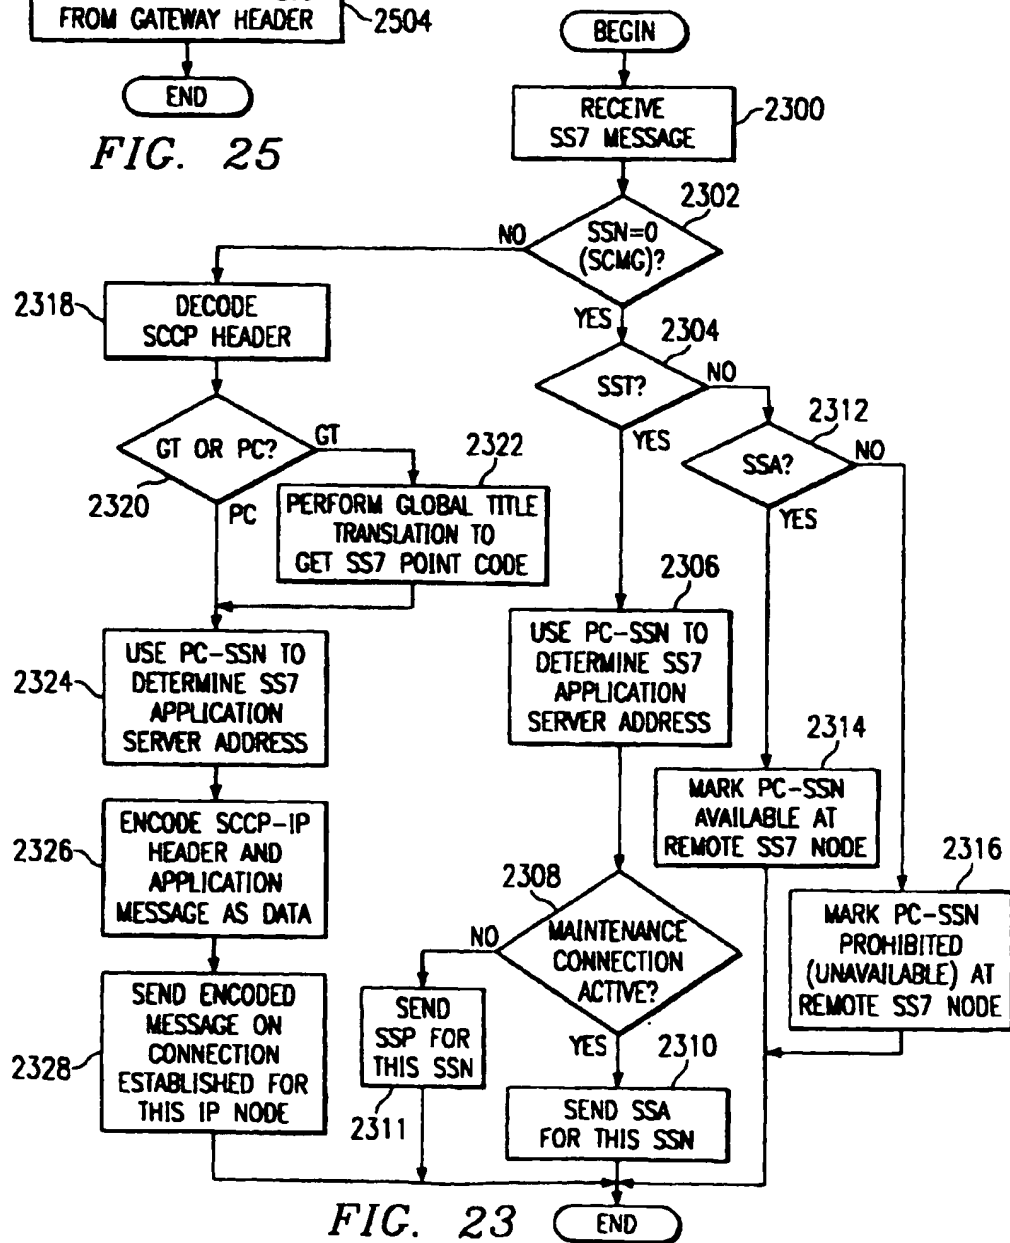 FROM GATEWAY HEADER
2504
END
FIG. 25
BEGIN
RECEIVE
SS7 MESSAGE
2300
2302
SSN=0
(SCMG)?
NO
YES
2318
DECODE
SCCP HEADER
2304
SST?
NO
YES
2312
SSA?
NO
YES
GT OR PC?
GT
2320
PC
2322
PERFORM GLOBAL TITLE
TRANSLATION TO
GET SS7 POINT CODE
2306
USE PC-SSN TO
DETERMINE SS7
APPLICATION
SERVER ADDRESS
2324
USE PC-SSN TO
DETERMINE SS7
APPLICATION
SERVER ADDRESS
2314
MARK PC-SSN
AVAILABLE AT
REMOTE SS7 NODE
2326
ENCODE SCCP-IP
HEADER AND
APPLICATION
MESSAGE AS DATA
2308
MAINTENANCE
CONNECTION
ACTIVE?
NO
YES
2316
MARK PC-SSN
PROHIBITED
(UNAVAILABLE) AT
REMOTE SS7 NODE
2328
SEND ENCODED
MESSAGE ON
CONNECTION
ESTABLISHED FOR
THIS IP NODE
SEND
SSP FOR
THIS SSN
2311
2310
SEND SSA
FOR THIS SSN
FIG. 23
END